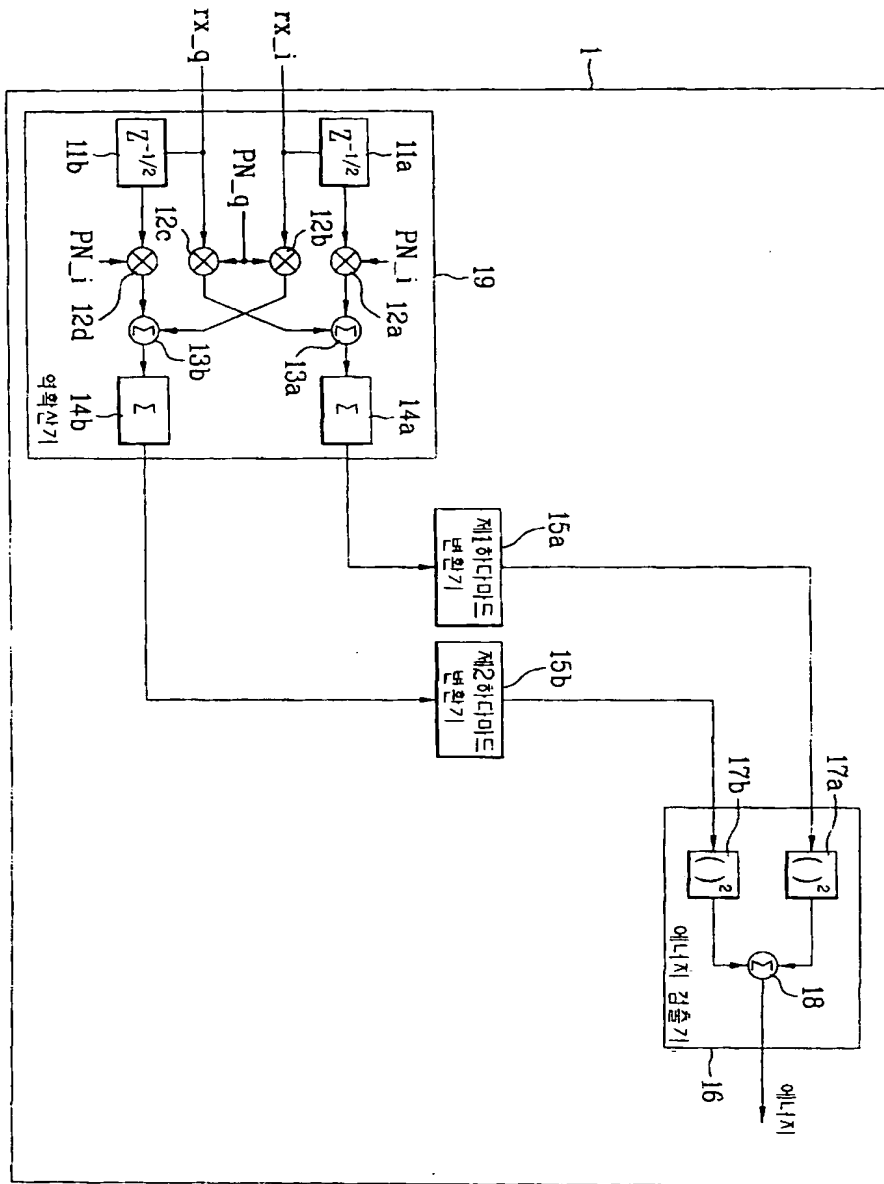 1
rx_i
rx_q
11a
Z⁻¹/²
11b
Z⁻¹/²
PN_q
PN_i
PN_i
12a
12b
12c
12d
13a
13b
14a
Σ
14b
Σ
Σ
Σ
19
역확산기
15a
제1하다마드
변환기
15b
제2하다마드
변환기
17a
( )²
17b
( )²
Σ
18
에너지 검출기
16
에너지